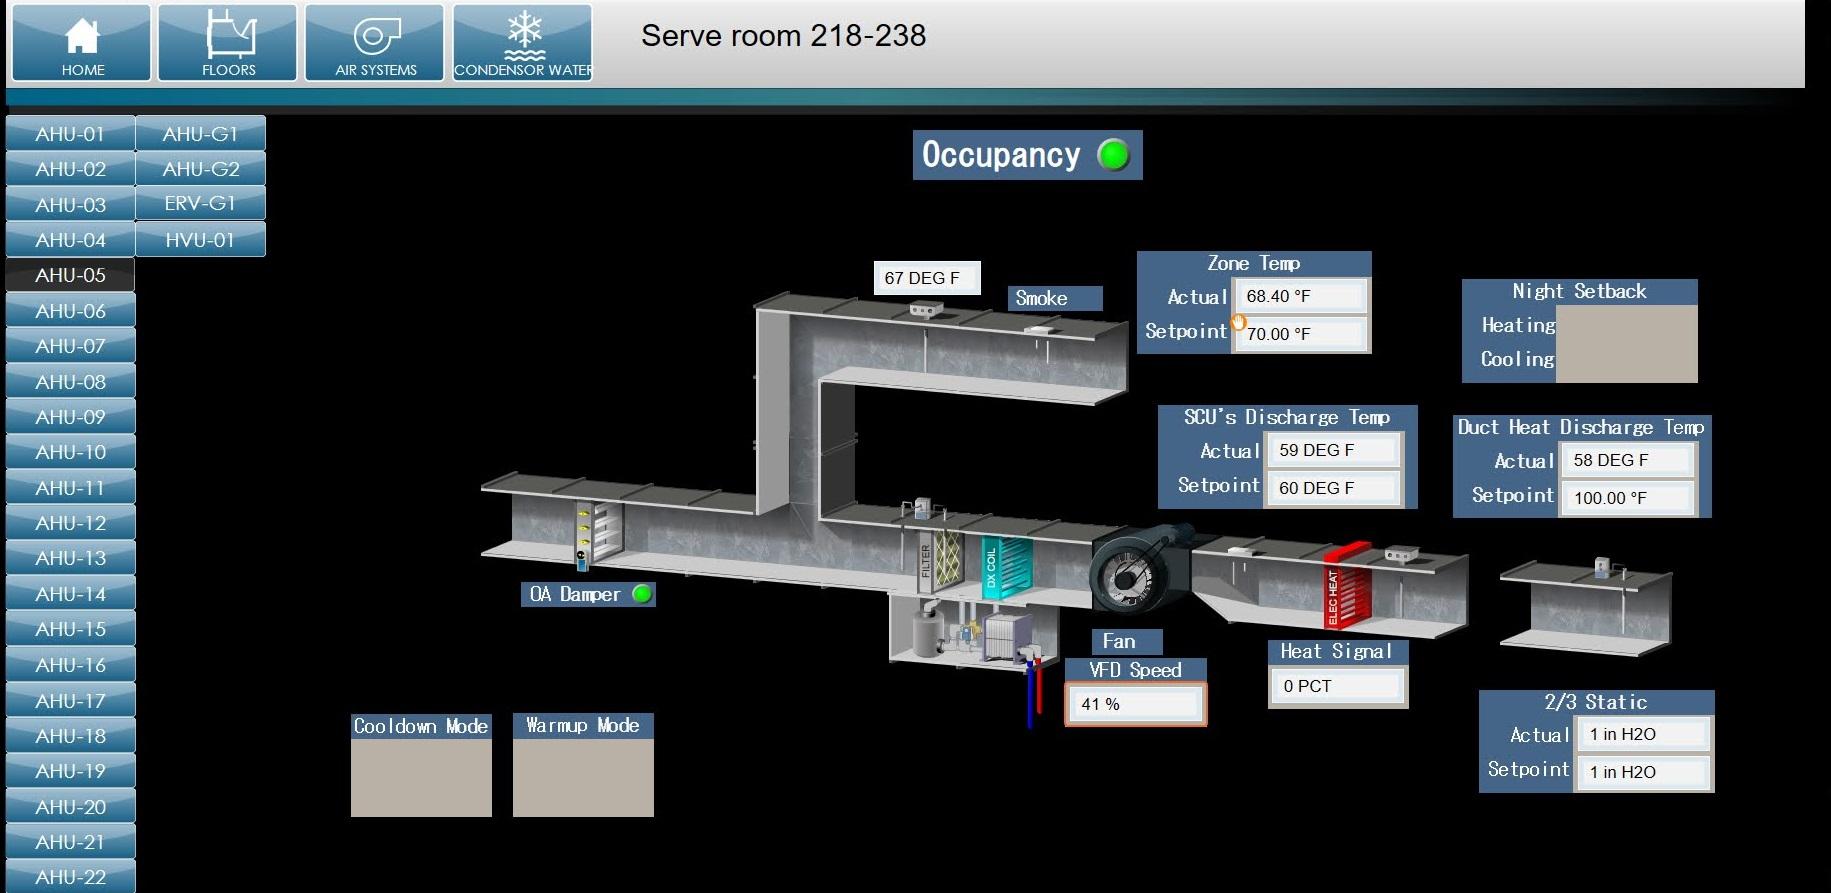 Serve room 218-238
HOME
FLOORS
AIR SYSTEMS
CONDENSOR WATER
AHU-01
AHU-G1
AHU-02
AHU-G2
AHU-03
ERV-G1
AHU-04
HVU-01
AHU-05
AHU-06
AHU-07
AHU-08
AHU-09
AHU-10
AHU-11
AHU-12
AHU-13
AHU-14
AHU-15
AHU-16
AHU-17
AHU-18
AHU-19
AHU-20
AHU-21
AHU-22
Occupancy
67 DEG F
Smoke
Zone Temp
Actual 68.40 °F
Setpoint 70.00 °F
Night Setback
Heating
Cooling
SCU's Discharge Temp
Actual 59 DEG F
Setpoint 60 DEG F
Duct Heat Discharge Temp
Actual 58 DEG F
Setpoint 100.00 °F
FILTER
DX COIL
ELEC HEAT
OA Damper
Fan
VFD Speed
41 %
Heat Signal
0 PCT
2/3 Static
Actual 1 in H2O
Setpoint 1 in H2O
Cooldown Mode
Warmup Mode